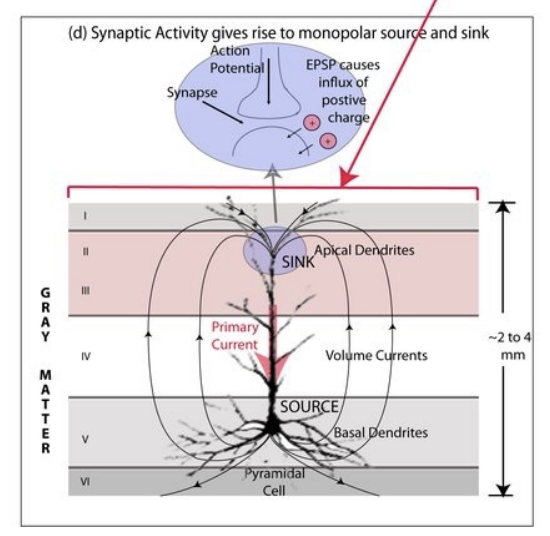 (d) Synaptic Activity gives rise to monopolar source and sink
Action
Potential
EPSP causes
influx of
postive
charge
Synapse
+
+
I
II
Apical Dendrites
SINK
III
GRAY MATTER
Primary
Current
IV
Volume Currents
~2 to 4
mm
SOURCE
V
Basal Dendrites
VI
Pyramidal
Cell